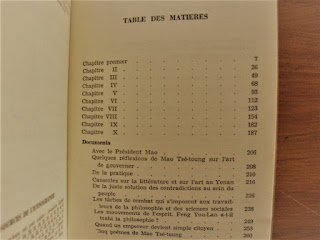 TABLE DES MATIERES
Chapitre premier . . . . . . . 7
Chapitre II . . . . . . . 26
Chapitre III . . . . . . . 49
Chapitre IV . . . . . . . 68
Chapitre V . . . . . . . 93
Chapitre VI . . . . . . . 112
Chapitre VII . . . . . . . 123
Chapitre VIII . . . . . . . 154
Chapitre IX . . . . . . . 162
Chapitre X . . . . . . . 187
Documents
Avec le Président Mao . . . . 206
Quelques réflexions de Mao Tsé-toung sur l'art
de gouverner . . . . . . . 208
De la pratique . . . . . . . 210
Causeries sur la littérature et sur l'art au Yenan 216
De la juste solution des contradictions au sein du
peuple
Les tâches de combat qui s'imposent aux travail-
leurs de la philosophie et des sciences sociales
Les mouvements de l'esprit. Feng You-Lan a-t-il
trahi la philosophie ?
Quand un empereur devient simple citoyen
poèmes de Mao Tsé-toung